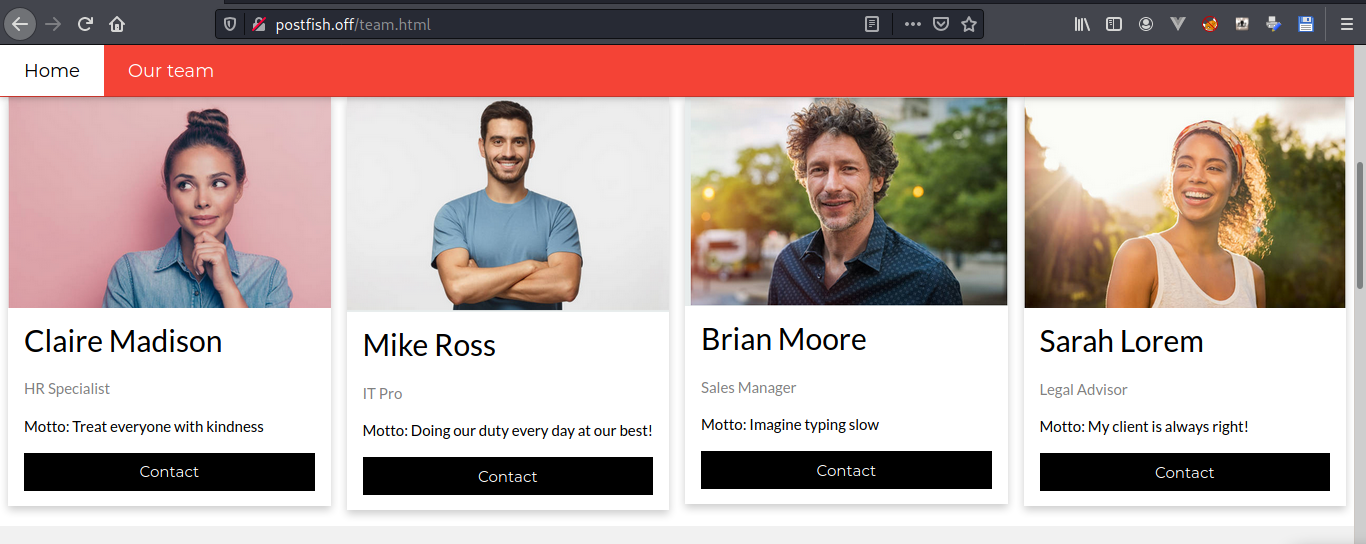 postfish.off/team.html
Home Our team
Claire Madison
HR Specialist
Motto: Treat everyone with kindness
Contact
Mike Ross
IT Pro
Motto: Doing our duty every day at our best!
Contact
Brian Moore
Sales Manager
Motto: Imagine typing slow
Contact
Sarah Lorem
Legal Advisor
Motto: My client is always right!
Contact